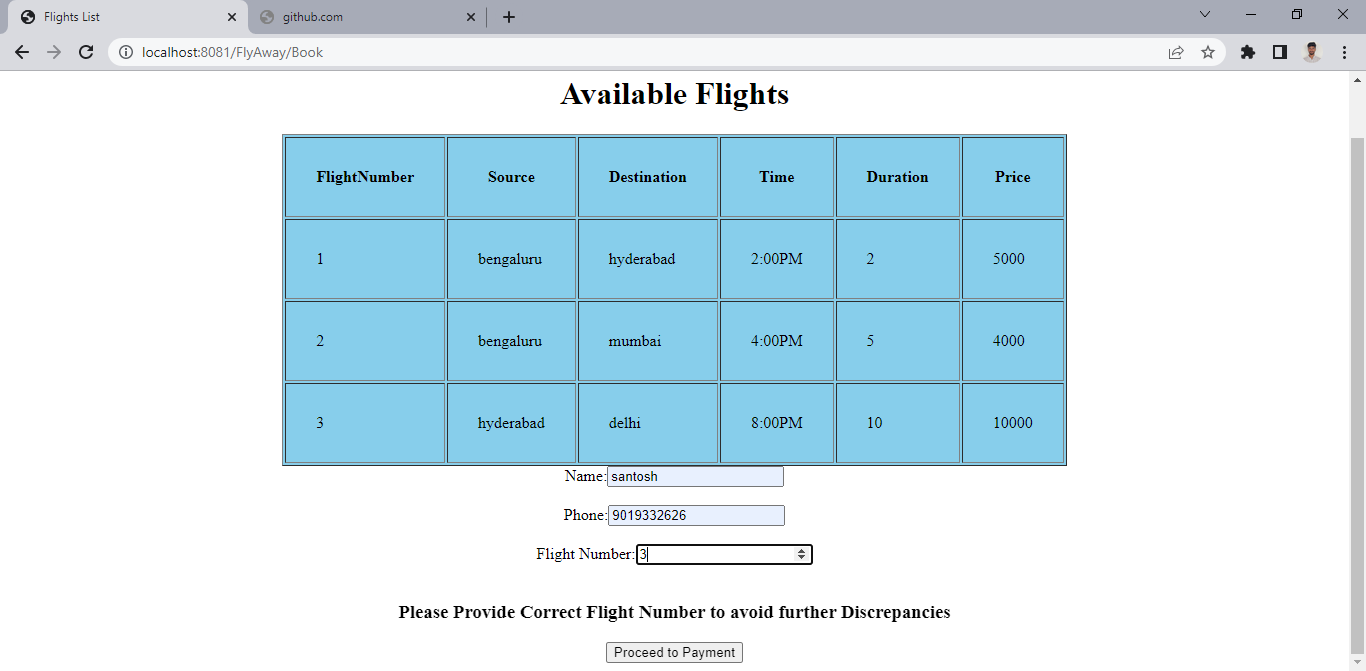 Flights List
github.com
localhost:8081/FlyAway/Book
Available Flights
FlightNumber Source Destination Time Duration Price
1 bengaluru hyderabad 2:00PM 2 5000
2 bengaluru mumbai 4:00PM 5 4000
3 hyderabad delhi 8:00PM 10 10000
Name: santosh
Phone: 9019332626
Flight Number: 3
Please Provide Correct Flight Number to avoid further Discrepancies
Proceed to Payment